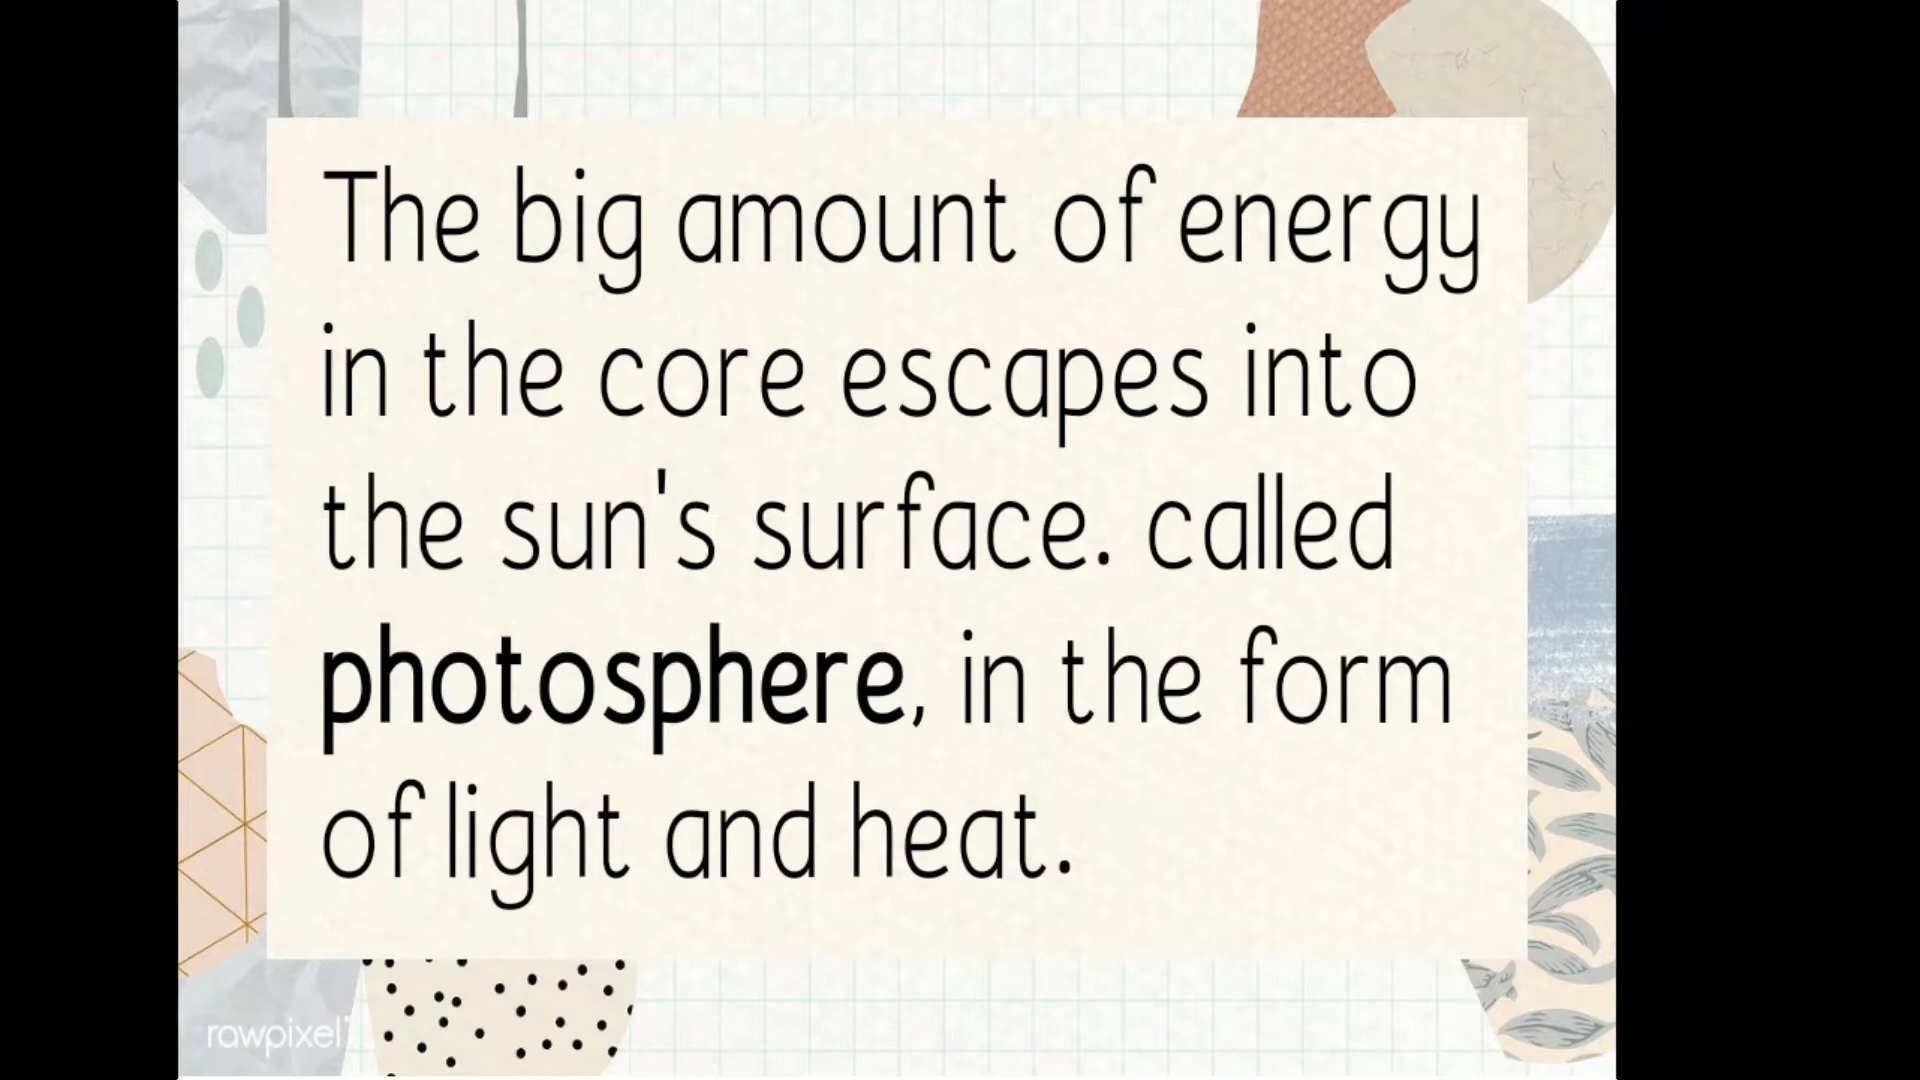 The big amount of energy
in the core escapes into
the sun's surface. called
photosphere, in the form
of light and heat.
rawpixel